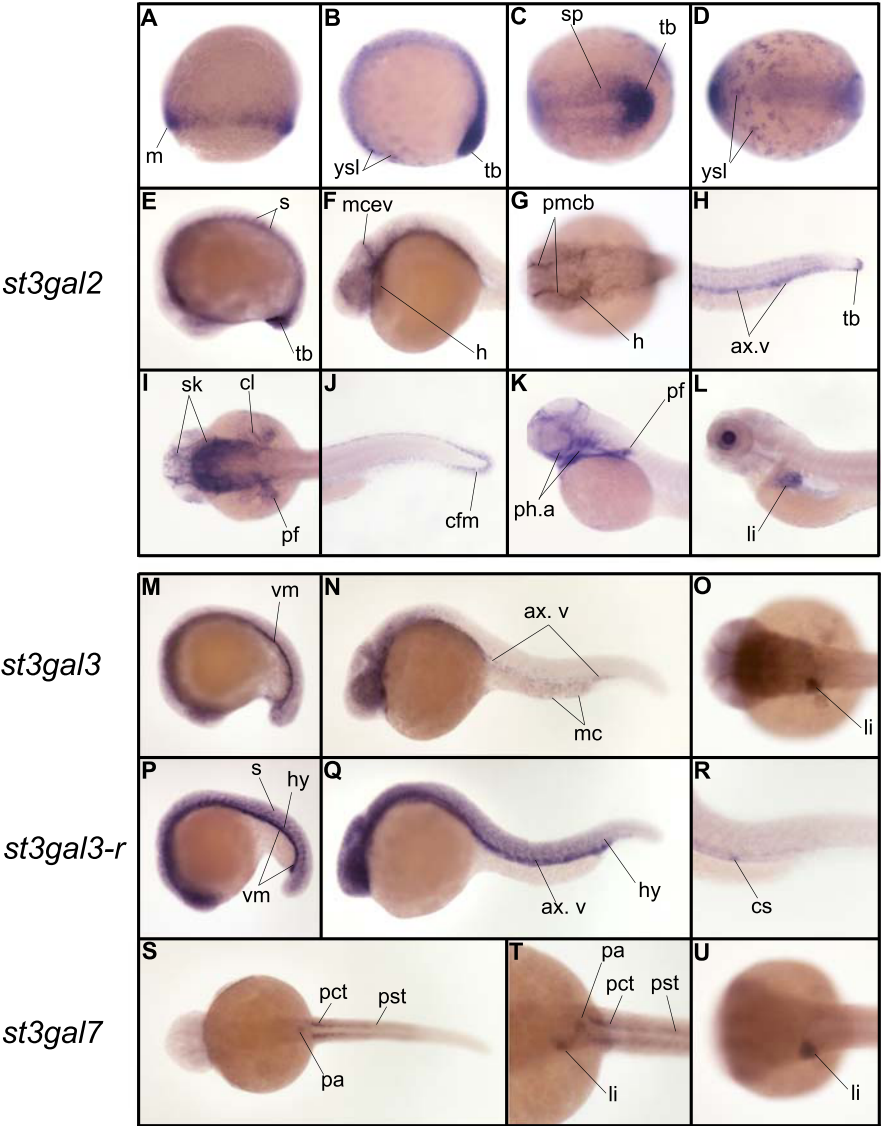 A
m
B
ysl
tb
C
sp
tb
D
ysl
st3gal2
E
s
tb
F
mcev
h
G
pmcb
h
H
ax.v
tb
I
sk
cl
pf
J
cfm
K
pf
ph.a
L
li
st3gal3
M
vm
N
ax. v
mc
O
li
st3gal3-r
P
s
hy
vm
Q
ax. v
hy
R
cs
st3gal7
S
pct
pst
pa
T
pa
pct
pst
li
U
li